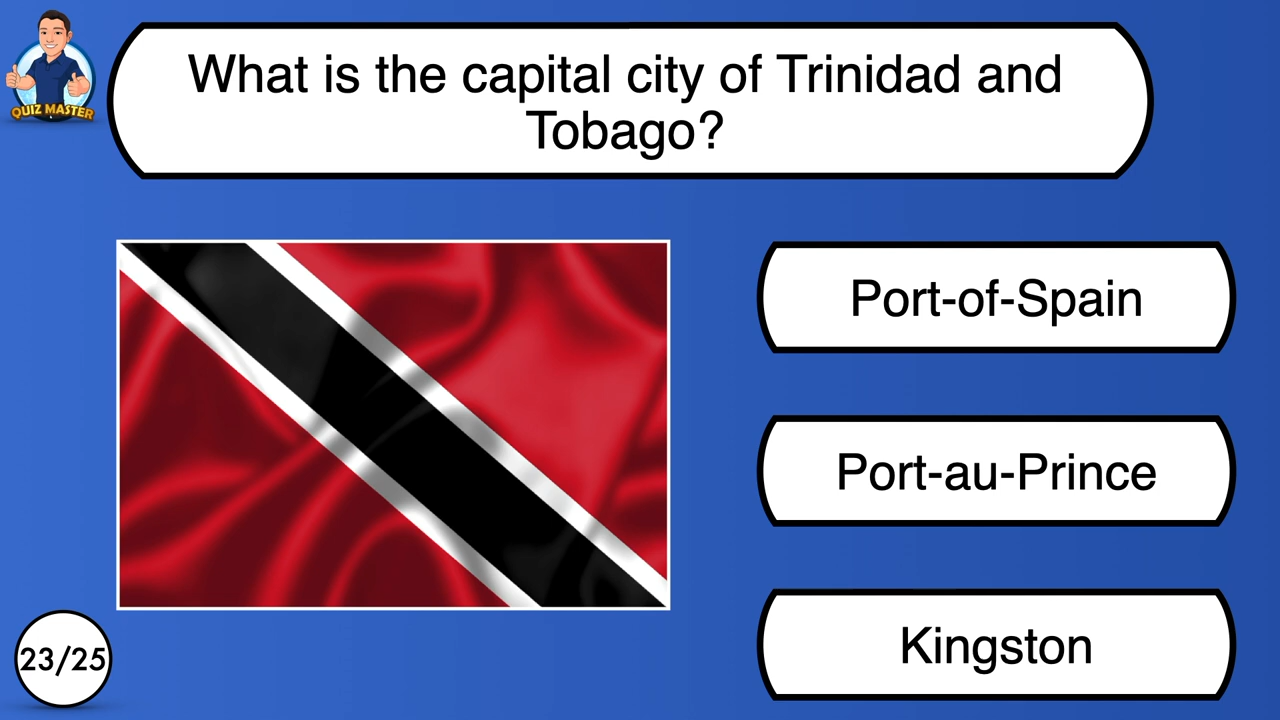 QUIZ MASTER
What is the capital city of Trinidad and
Tobago?
Port-of-Spain
Port-au-Prince
Kingston
23/25